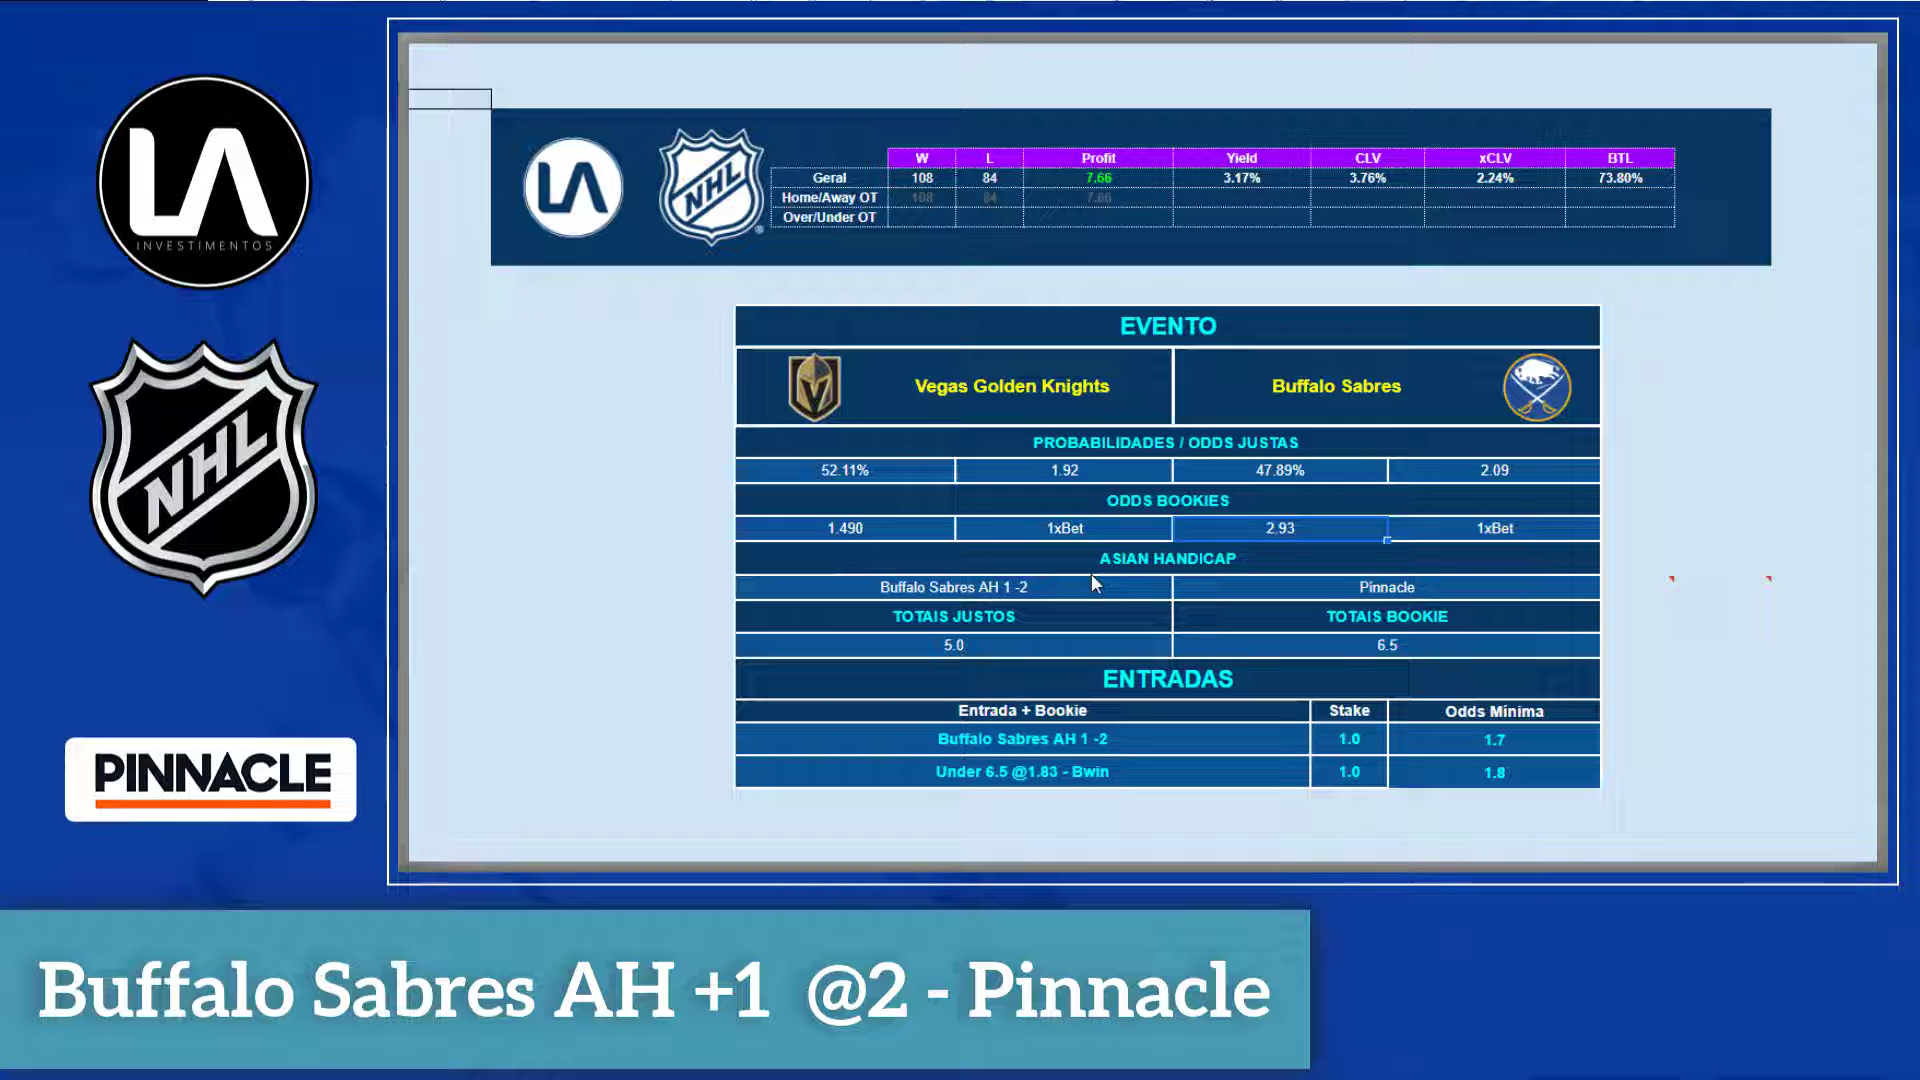 LA
INVESTIMENTOS
NHL
PINNACLE
LA
NHL
W L Profit Yield CLV xCLV BTL
Geral 108 84 7.66 3.17% 3.76% 2.24% 73.80%
Home/Away OT 108 84 7.66
Over/Under OT
EVENTO
Vegas Golden Knights Buffalo Sabres
PROBABILIDADES / ODDS JUSTAS
52.11% 1.92 47.89% 2.09
ODDS BOOKIES
1.490 1xBet 2.93 1xBet
ASIAN HANDICAP
Buffalo Sabres AH 1 -2 Pinnacle
TOTAIS JUSTOS TOTAIS BOOKIE
5.0 6.5
ENTRADAS
Entrada + Bookie Stake Odds Mínima
Buffalo Sabres AH 1 -2 1.0 1.7
Under 6.5 @1.83 - Bwin 1.0 1.8
Buffalo Sabres AH +1 @2 - Pinnacle